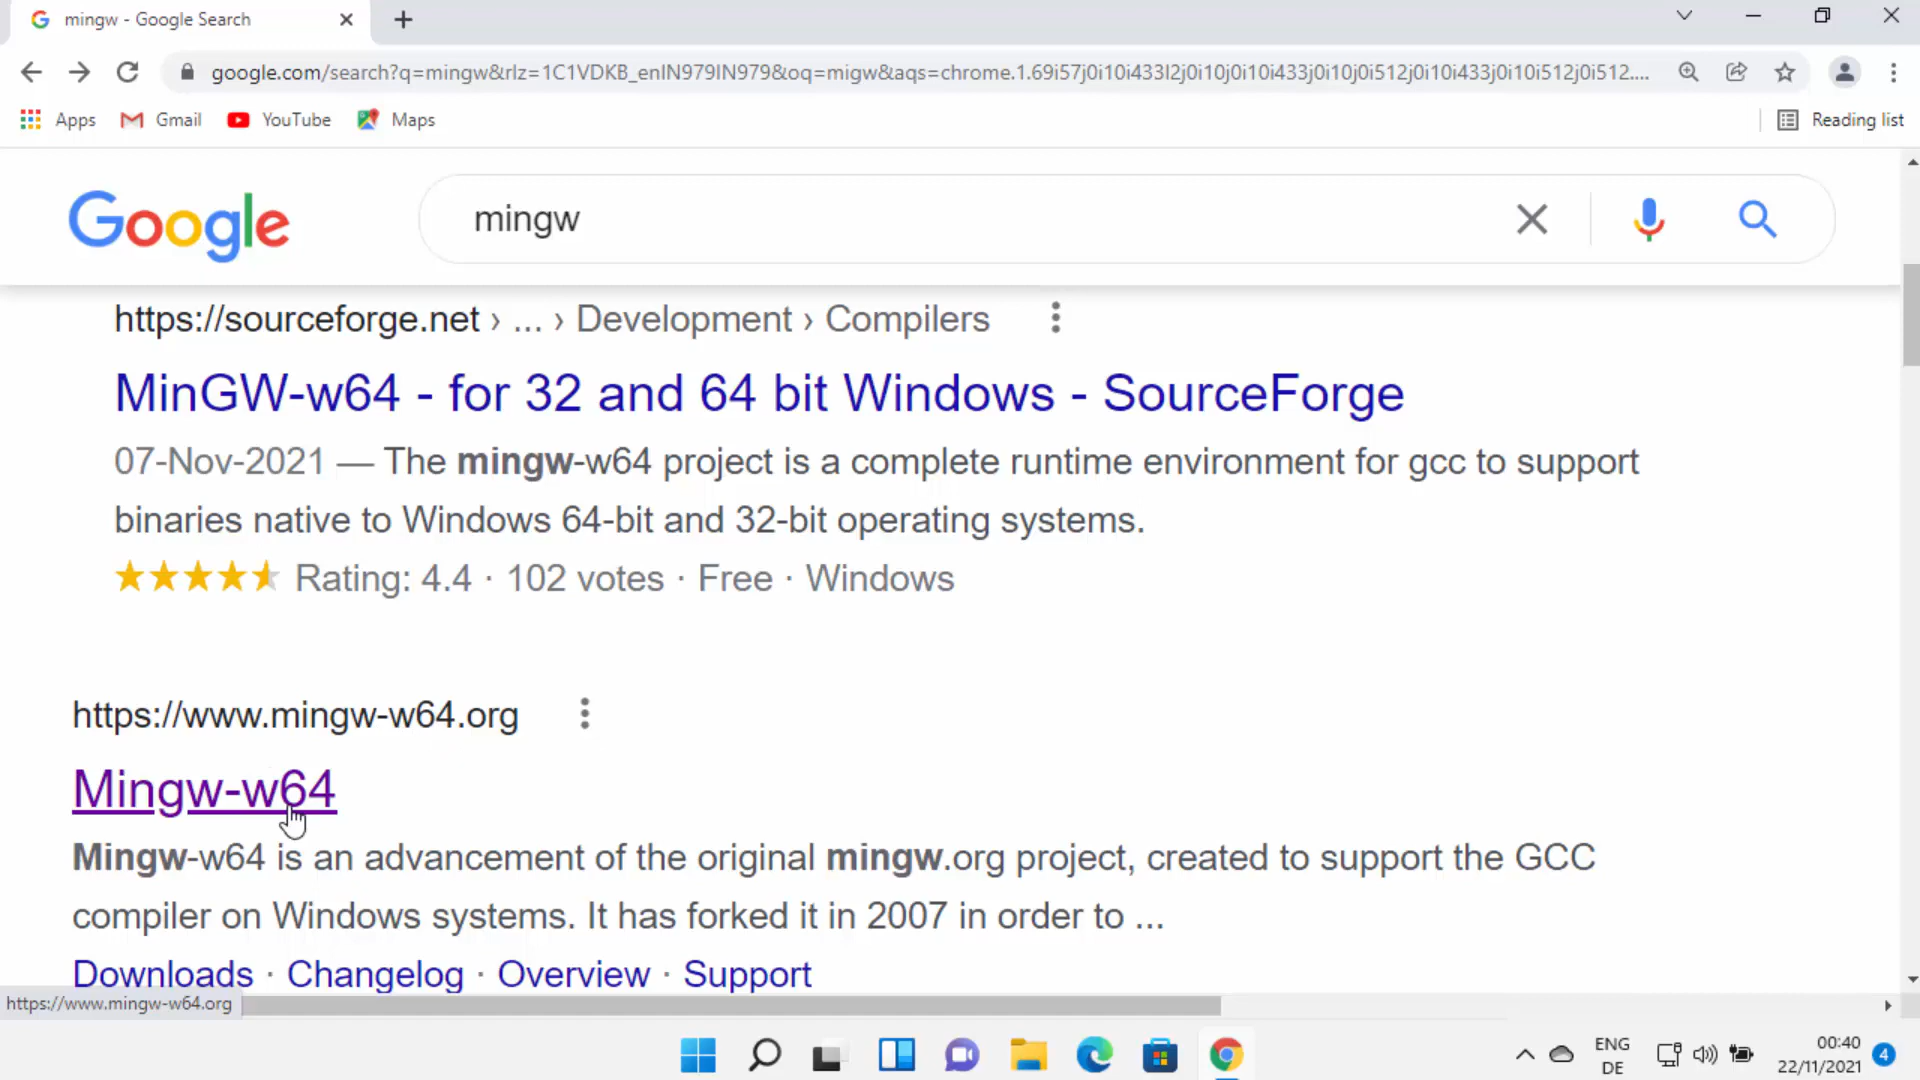 mingw - Google Search
google.com/search?q=mingw&rlz=1C1VDKB_enIN979IN979&oq=migw&aqs=chrome.1.69i57j0i10i433l2j0i10j0i10i433j0i10j0i512j0i10i433j0i10i512j0i512....
Apps Gmail YouTube Maps Reading list
Google mingw
https://sourceforge.net › ... › Development › Compilers
MinGW-w64 - for 32 and 64 bit Windows - SourceForge
07-Nov-2021 — The mingw-w64 project is a complete runtime environment for gcc to support
binaries native to Windows 64-bit and 32-bit operating systems.
Rating: 4.4 · 102 votes · Free · Windows
https://www.mingw-w64.org
Mingw-w64
Mingw-w64 is an advancement of the original mingw.org project, created to support the GCC
compiler on Windows systems. It has forked it in 2007 in order to ...
Downloads · Changelog · Overview · Support
https://www.mingw-w64.org
ENG 00:40
DE 22/11/2021 4